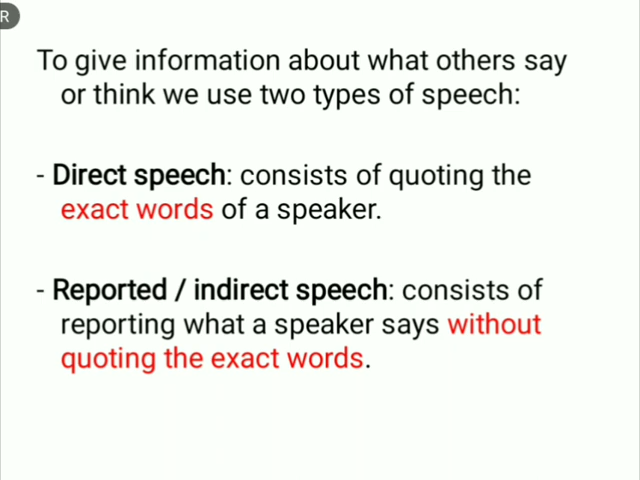 R
To give information about what others say
or think we use two types of speech:
- Direct speech: consists of quoting the
exact words of a speaker.
- Reported / indirect speech: consists of
reporting what a speaker says without
quoting the exact words.